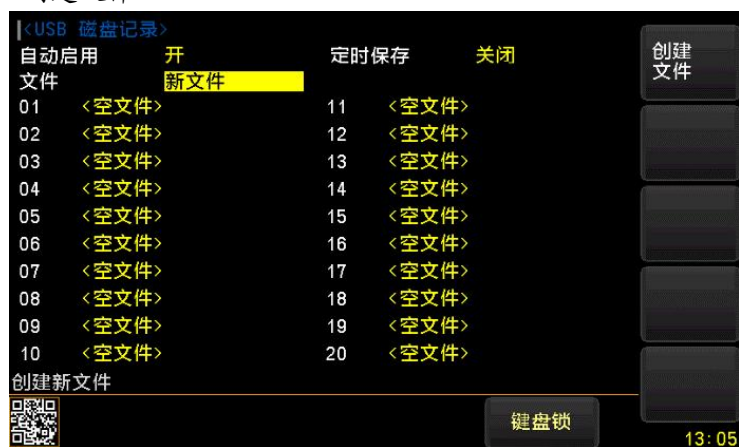 <USB 磁盘记录>
自动启用 开 定时保存 关闭
文件 新文件
01 <空文件> 11 <空文件>
02 <空文件> 12 <空文件>
03 <空文件> 13 <空文件>
04 <空文件> 14 <空文件>
05 <空文件> 15 <空文件>
06 <空文件> 16 <空文件>
07 <空文件> 17 <空文件>
08 <空文件> 18 <空文件>
09 <空文件> 19 <空文件>
10 <空文件> 20 <空文件>
创建新文件
创建
文件
键盘锁
13:05